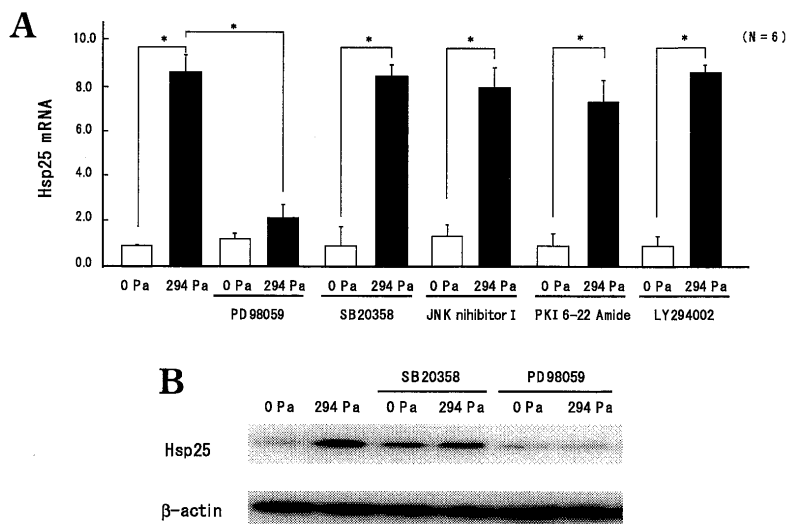 A
* * * * * * (N = 6)
Hsp25 mRNA
10.0
8.0
6.0
4.0
2.0
0.0
0 Pa 294 Pa 0 Pa 294 Pa 0 Pa 294 Pa 0 Pa 294 Pa 0 Pa 294 Pa 0 Pa 294 Pa
PD98059 SB20358 JNK nihibitor I PKI 6-22 Amide LY294002
B
SB20358 PD98059
0 Pa 294 Pa 0 Pa 294 Pa 0 Pa 294 Pa
Hsp25
β-actin